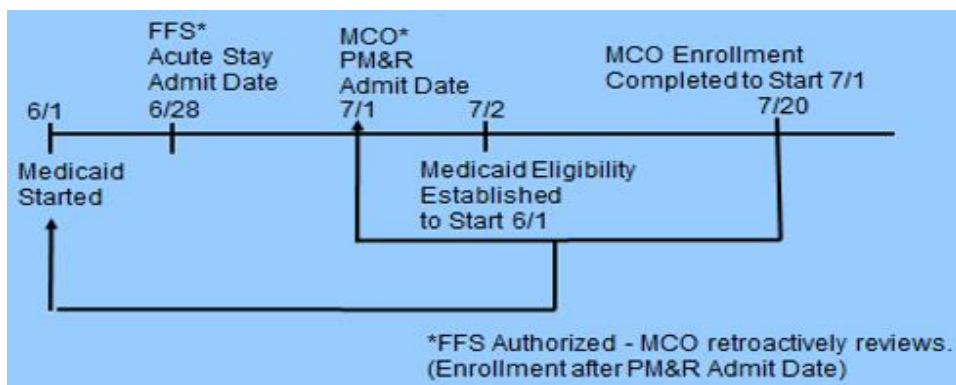 FFS*
Acute Stay
Admit Date
6/28
MCO*
PM&R
Admit Date
7/1
MCO Enrollment
Completed to Start 7/1
7/20
6/1
7/2
Medicaid
Started
Medicaid Eligibility
Established
to Start 6/1
*FFS Authorized - MCO retroactively reviews.
(Enrollment after PM&R Admit Date)